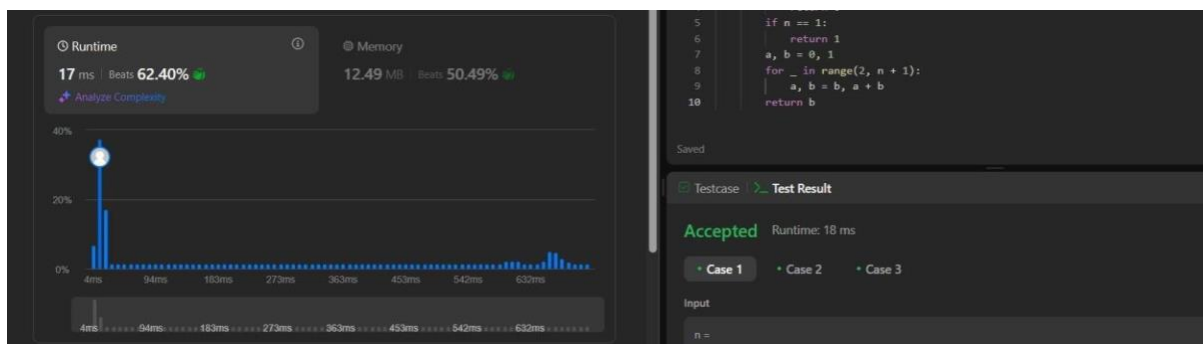 Runtime
17 ms | Beats 62.40%
Analyze Complexity
Memory
12.49 MB | Beats 50.49%
40%
20%
0%
4ms 94ms 183ms 273ms 363ms 453ms 542ms 632ms
4ms 94ms 183ms 273ms 363ms 453ms 542ms 632ms
5 if n == 1:
6 return 1
7 a, b = 0, 1
8 for _ in range(2, n + 1):
9 a, b = b, a + b
10 return b
Saved
Testcase | >_ Test Result
Accepted Runtime: 18 ms
• Case 1 • Case 2 • Case 3
Input
n =